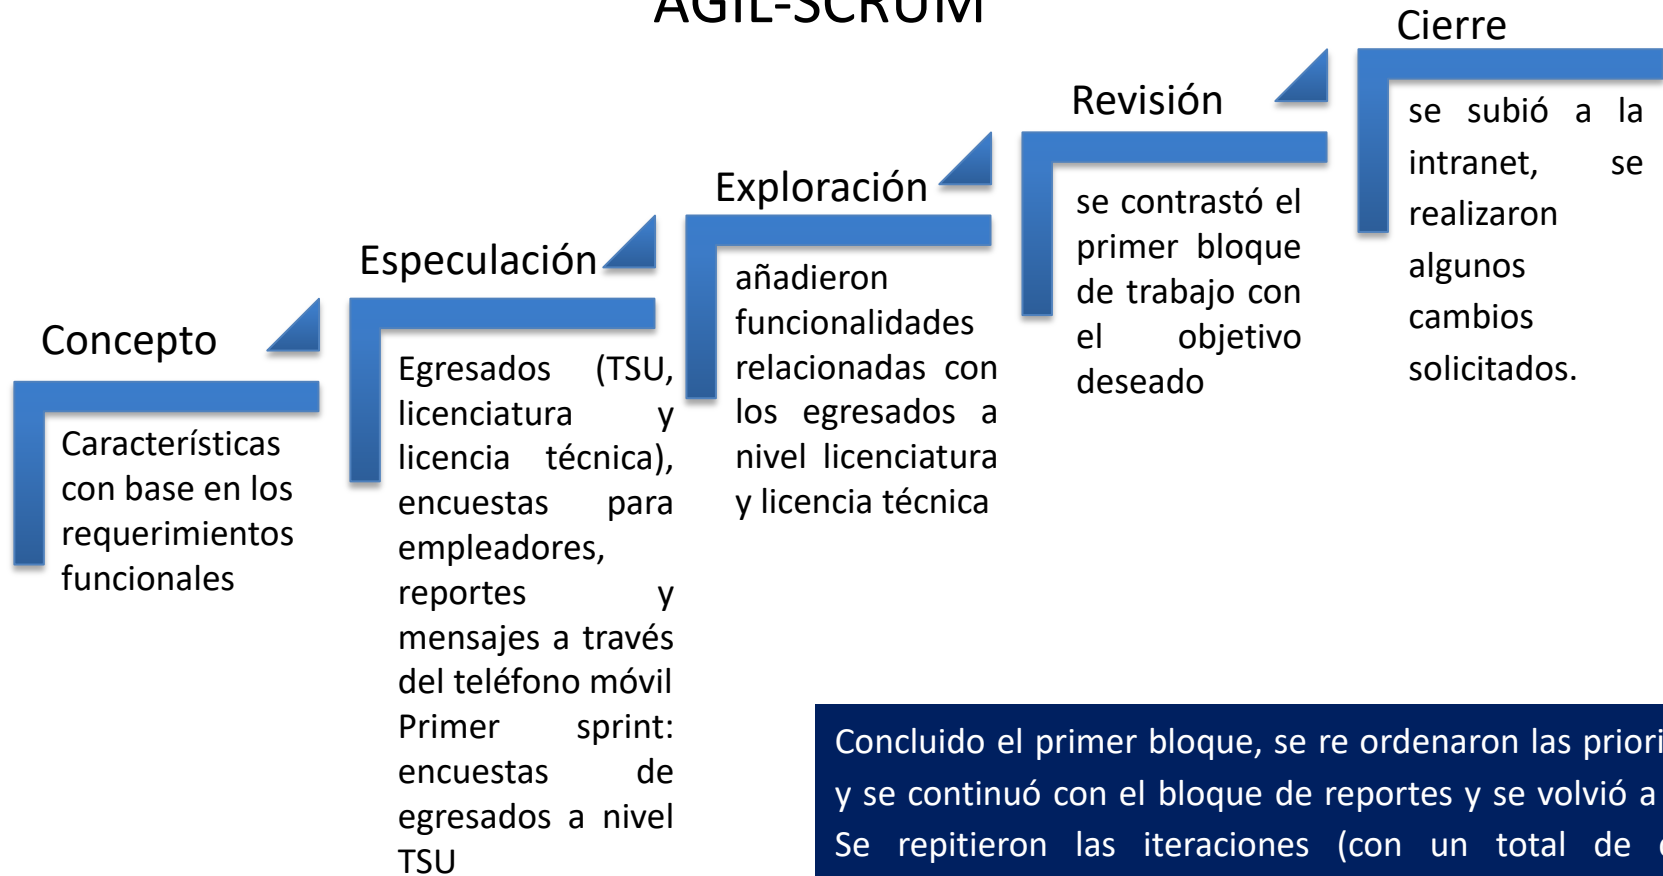 AGIL-SCRUM
Concepto
Características
con base en los
requerimientos
funcionales
Especulación
Egresados (TSU,
licenciatura y
licencia técnica),
encuestas para
empleadores,
reportes y
mensajes a través
del teléfono móvil
Primer sprint:
encuestas de
egresados a nivel
TSU
Exploración
añadieron
funcionalidades
relacionadas con
los egresados a
nivel licenciatura
y licencia técnica
Revisión
se contrastó el
primer bloque
de trabajo con
el objetivo
deseado
Cierre
se subió a la
intranet, se
realizaron
algunos
cambios
solicitados.
Concluido el primer bloque, se re ordenaron las priori
y se continuó con el bloque de reportes y se volvió a
Se repitieron las iteraciones (con un total de